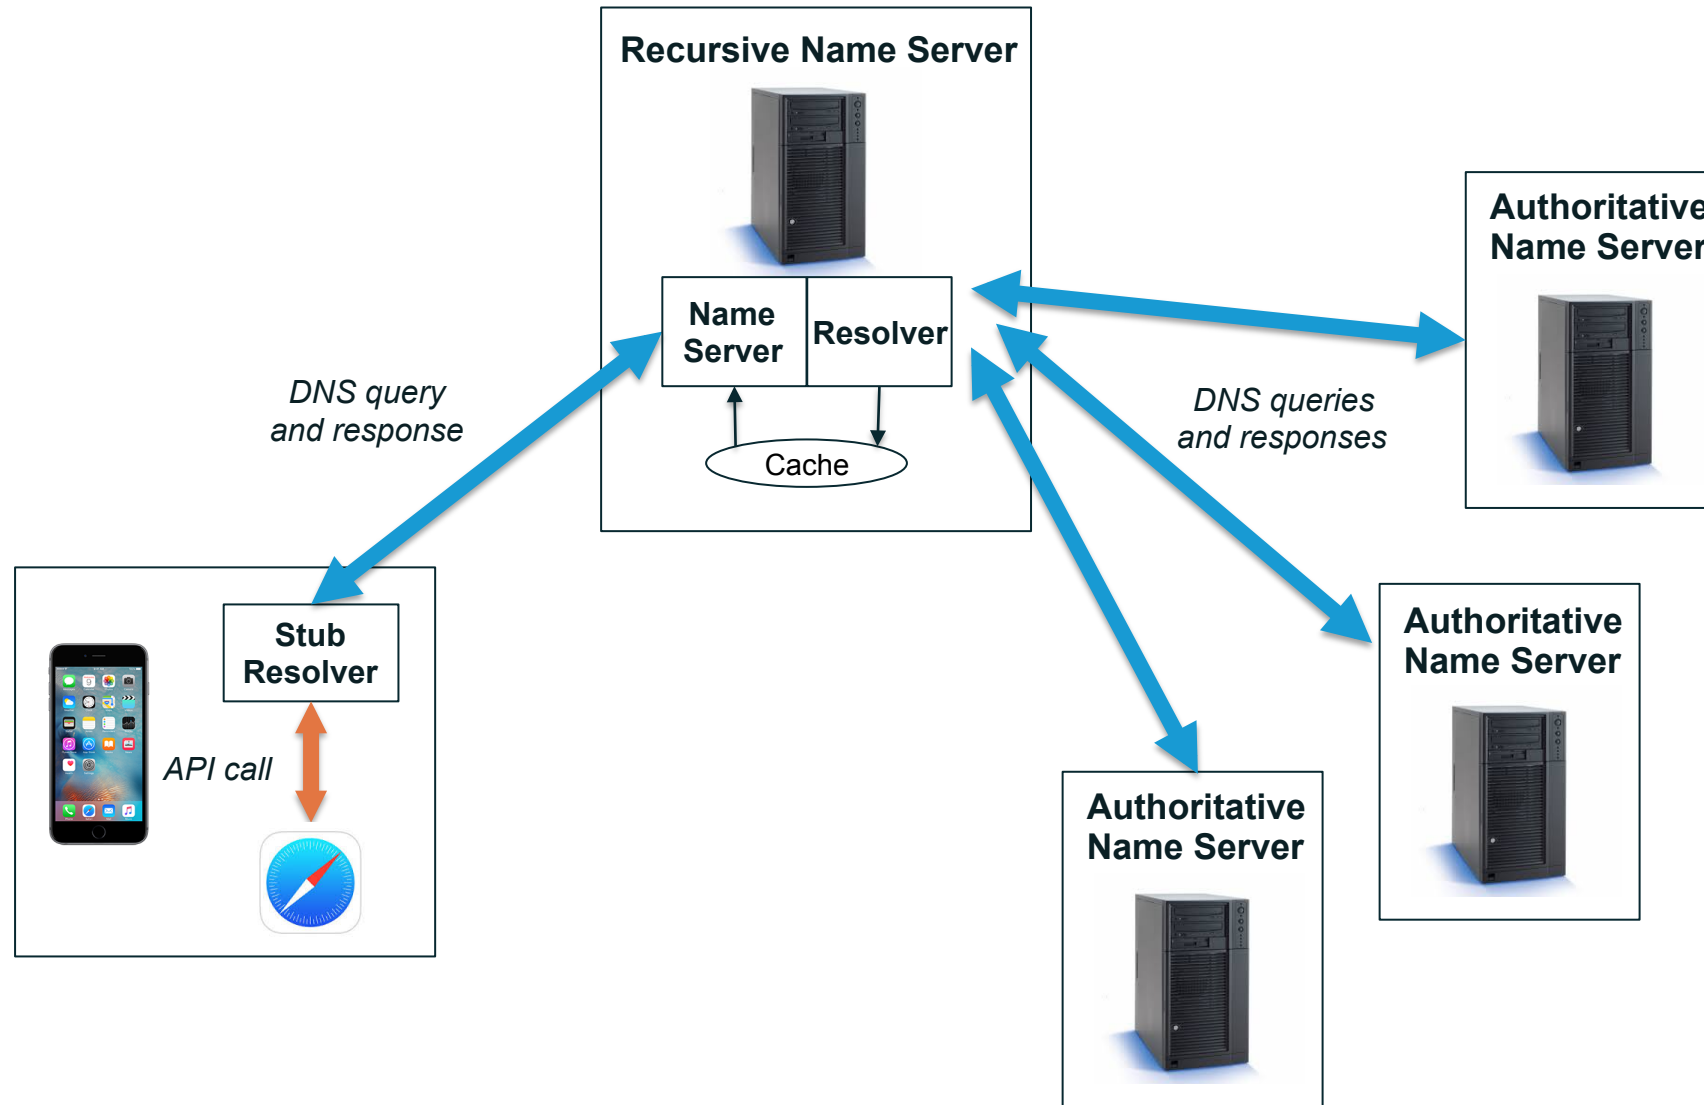 Recursive Name Server
Name
Server
Resolver
Cache
DNS query
and response
DNS queries
and responses
Authoritative
Name Server
Stub
Resolver
API call
Authoritative
Name Server
Authoritative
Name Server